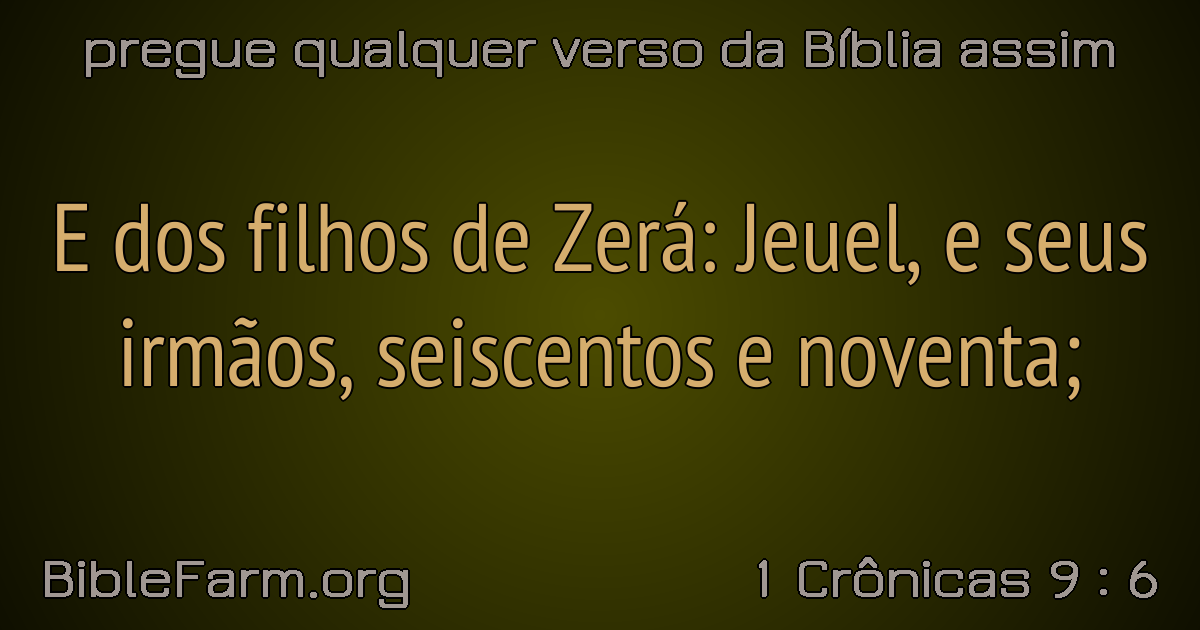 pregue qualquer verso da Bíblia assim
E dos filhos de Zerá: Jeuel, e seus
irmãos, seiscentos e noventa;
BibleFarm.org
1 Crônicas 9 : 6